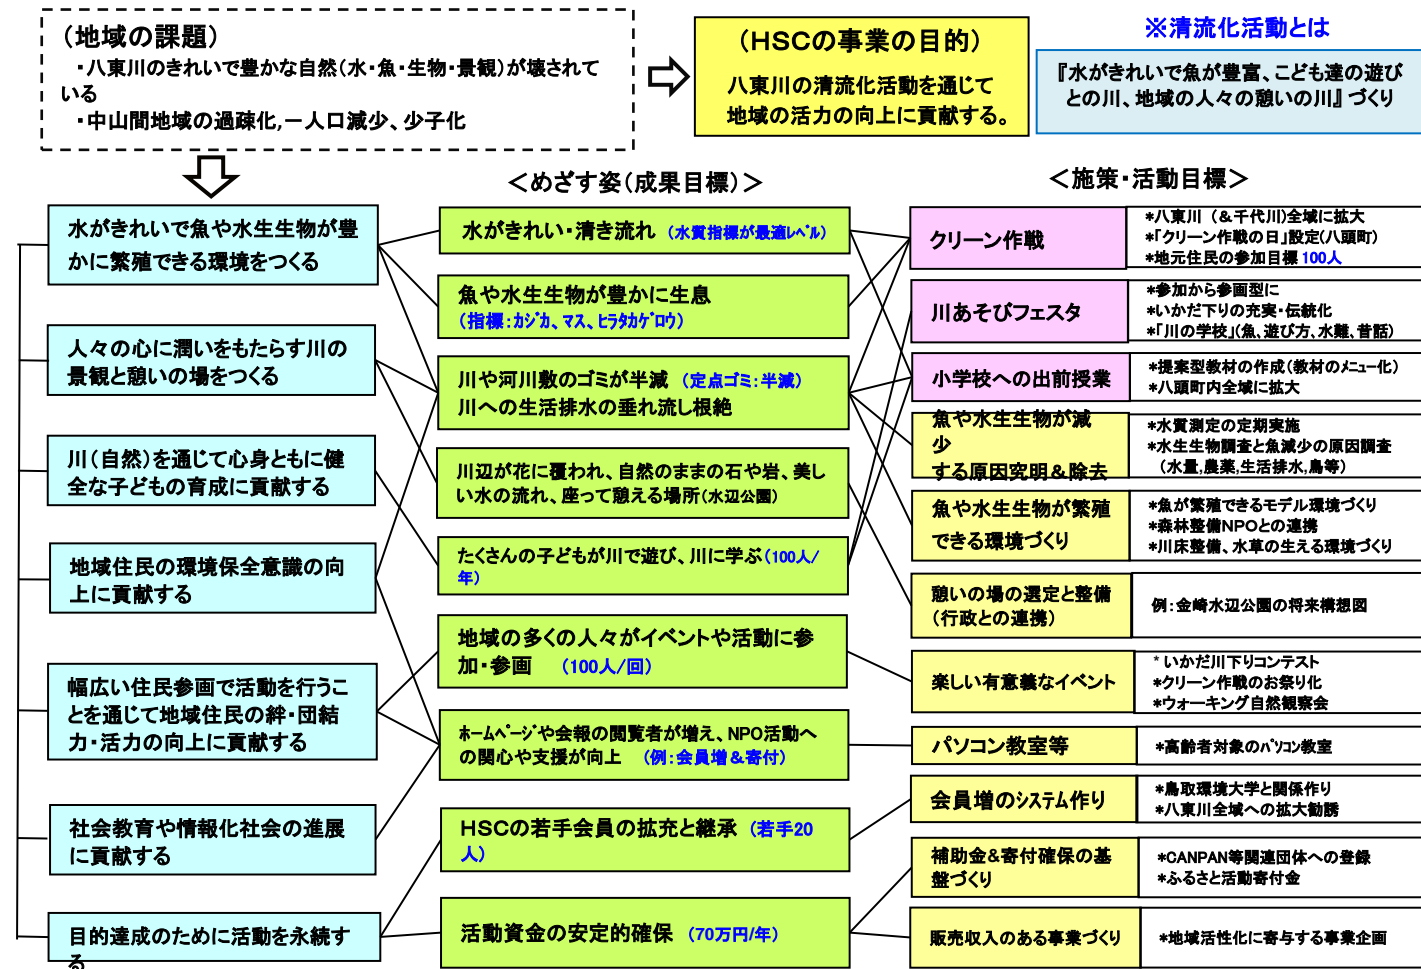 （地域の課題）
・八東川のきれいで豊かな自然（水・魚・生物・景観）が壊されて
いる
・中山間地域の過疎化,ー人口減少、少子化
（HSCの事業の目的）
八東川の清流化活動を通じて
地域の活力の向上に貢献する。
※清流化活動とは
『水がきれいで魚が豊富、こども達の遊び
との川、地域の人々の憩いの川』づくり
＜めざす姿（成果目標）＞
＜施策・活動目標＞
水がきれいで魚や水生生物が豊
かに繁殖できる環境をつくる
人々の心に潤いをもたらす川の
景観と憩いの場をつくる
川（自然）を通じて心身ともに健
全な子どもの育成に貢献する
地域住民の環境保全意識の向
上に貢献する
幅広い住民参画で活動を行うこ
とを通じて地域住民の絆・団結
力・活力の向上に貢献する
社会教育や情報化社会の進展
に貢献する
目的達成のために活動を永続す
る
水がきれい・清き流れ （水質指標が最適ﾚﾍﾞﾙ）
魚や水生生物が豊かに生息
（指標：ｶｼﾞｶ、ﾏｽ、ﾋﾗﾀｶｹﾞﾛｳ）
川や河川敷のゴミが半減 （定点ゴミ：半減）
川への生活排水の垂れ流し根絶
川辺が花に覆われ、自然のままの石や岩、美し
い水の流れ、座って憩える場所（水辺公園）
たくさんの子どもが川で遊び、川に学ぶ（100人/
年）
地域の多くの人々がイベントや活動に参
加・参画 （100人/回）
ﾎｰﾑﾍﾟｰｼﾞや会報の閲覧者が増え、NPO活動へ
の関心や支援が向上 （例：会員増＆寄付）
HSCの若手会員の拡充と継承 （若手20
人）
活動資金の安定的確保 （70万円/年）
クリーン作戦
*八東川 （＆千代川）全域に拡大
*「クリーン作戦の日」設定（八頭町）
*地元住民の参加目標 100人
川あそびフェスタ
*参加から参画型に
*いかだ下りの充実・伝統化
*「川の学校」（魚、遊び方、水難、昔話）
小学校への出前授業
*提案型教材の作成（教材のメニュー化）
*八頭町内全域に拡大
魚や水生生物が減
少
する原因究明＆除去
*水質測定の定期実施
*水生生物調査と魚減少の原因調査
（水量,農薬,生活排水,鳥等）
魚や水生生物が繁殖
できる環境づくり
*魚が繁殖できるモデル環境づくり
*森林整備NPOとの連携
*川床整備、水草の生える環境づくり
憩いの場の選定と整備
（行政との連携）
例：金崎水辺公園の将来構想図
楽しい有意義なイベント
* いかだ川下りコンテスト
*クリーン作戦のお祭り化
*ウォーキング自然観察会
パソコン教室等
*高齢者対象のﾊﾟｿｺﾝ教室
会員増のｼｽﾃﾑ作り
*鳥取環境大学と関係作り
*八東川全域への拡大勧誘
補助金&寄付確保の基
盤づくり
*CANPAN等関連団体への登録
*ふるさと活動寄付金
販売収入のある事業づくり
*地域活性化に寄与する事業企画